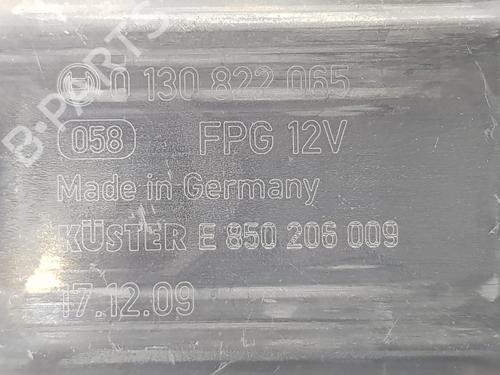 0 130 822 065
058 FPG 12V
Made in Germany
KÜSTER E 850 206 009
17.12.09
B-PARTS